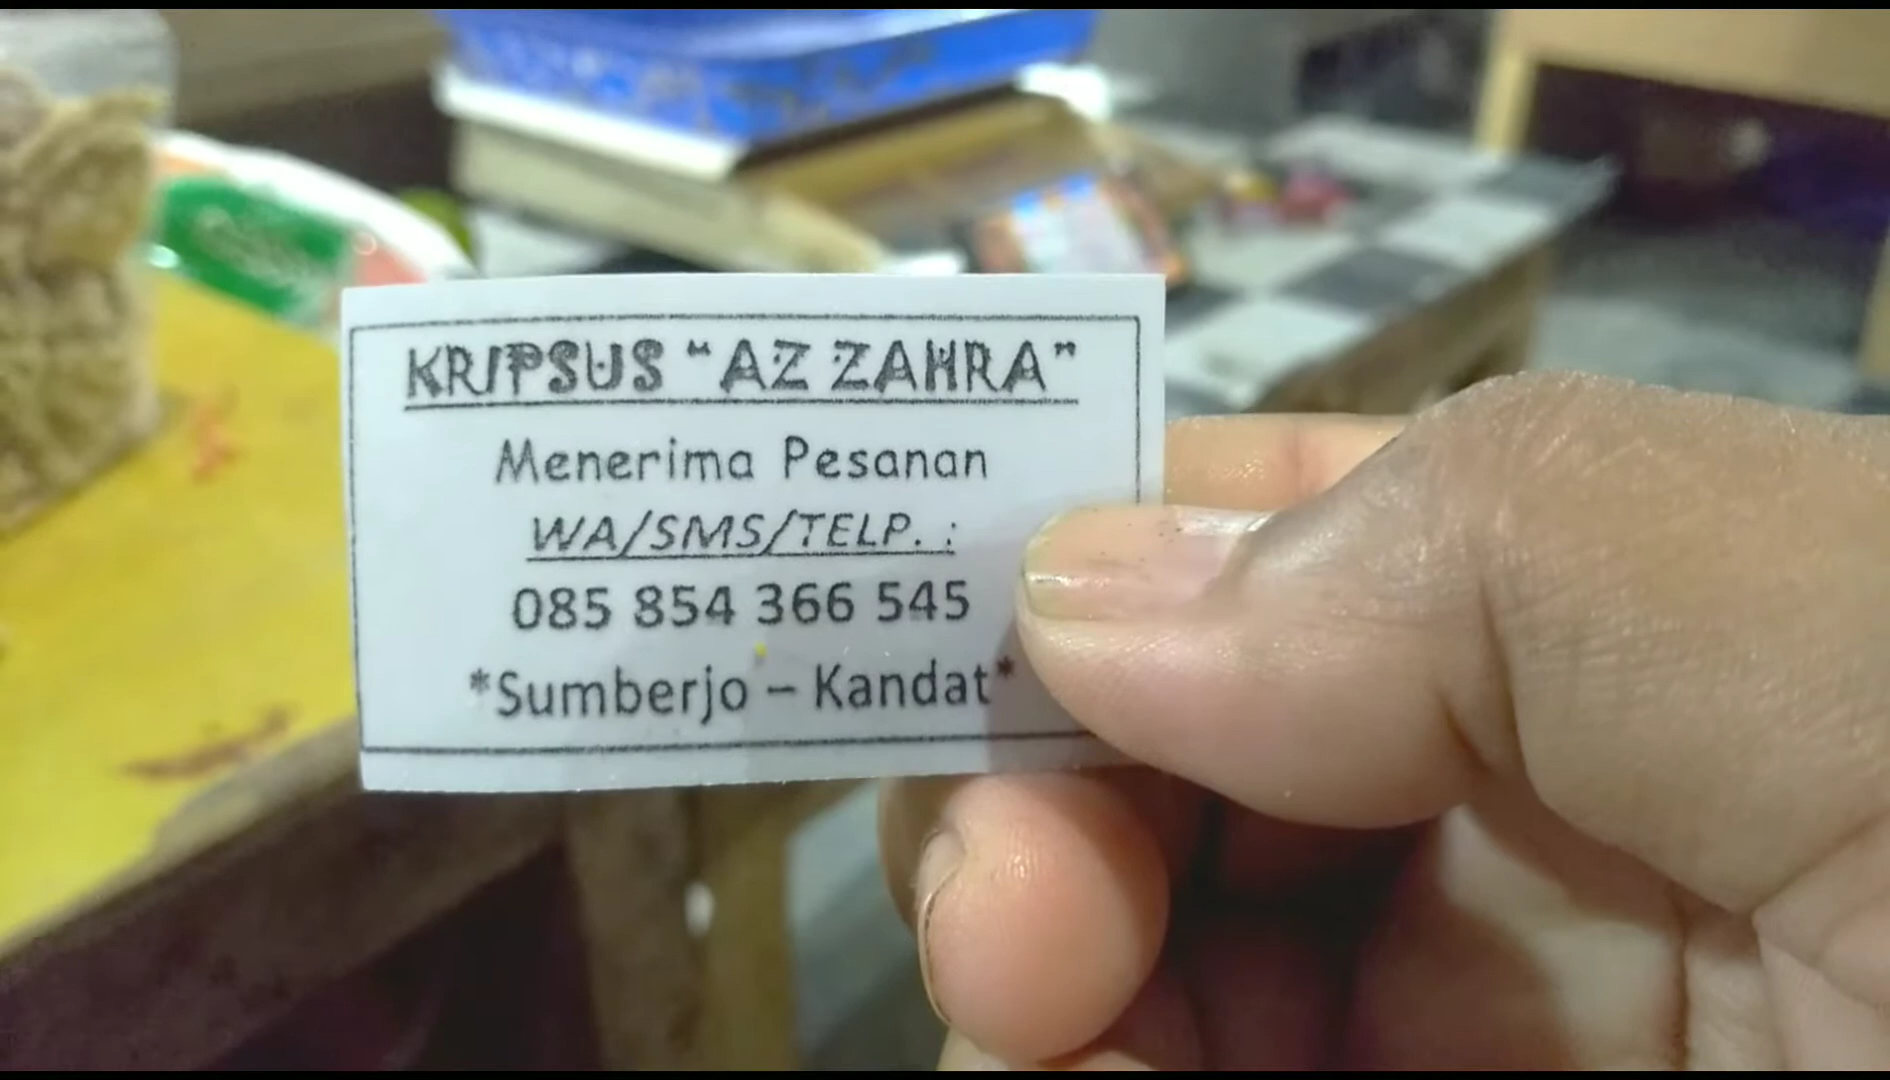 KRIPSUS "AZ ZAHRA"
Menerima Pesanan
WA/SMS/TELP. :
085 854 366 545
*Sumberjo – Kandat*